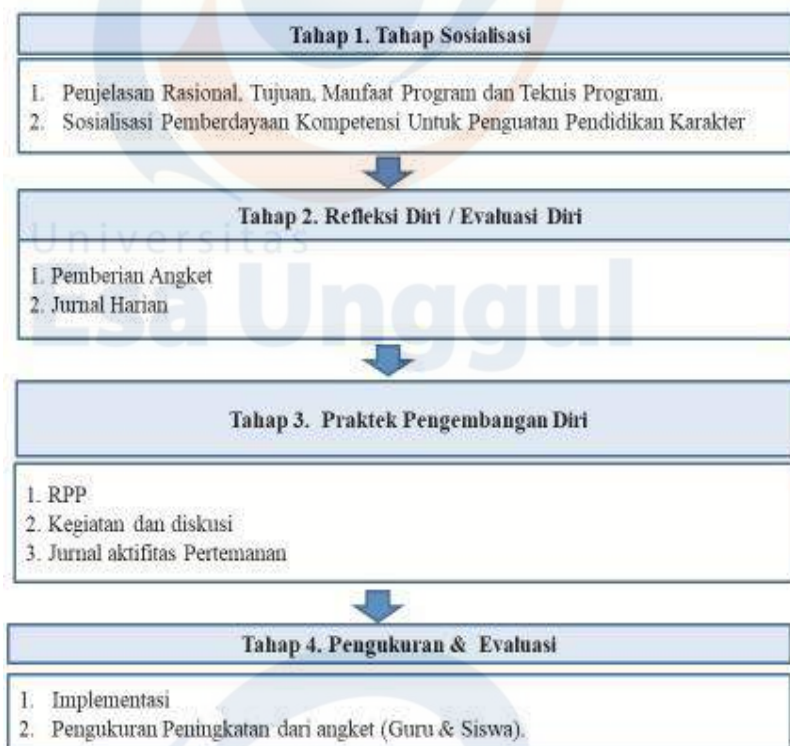 Tahap 1. Tahap Sosialisasi
1. Penjelasan Rasional, Tujuan, Manfaat Program dan Teknis Program.
2. Sosialisasi Pemberdayaan Kompetensi Untuk Penguatan Pendidikan Karakter
Tahap 2. Refleksi Diri / Evaluasi Diri
Universitas
1. Pemberian Angket
2. Jurnal Harian
Esa Unggul
Tahap 3. Praktek Pengembangan Diri
1. RPP
2. Kegiatan dan diskusi
3. Jurnal aktifitas Pertemanan
Tahap 4. Pengukuran & Evaluasi
1. Implementasi
2. Pengukuran Peningkatan dari angket (Guru & Siswa).